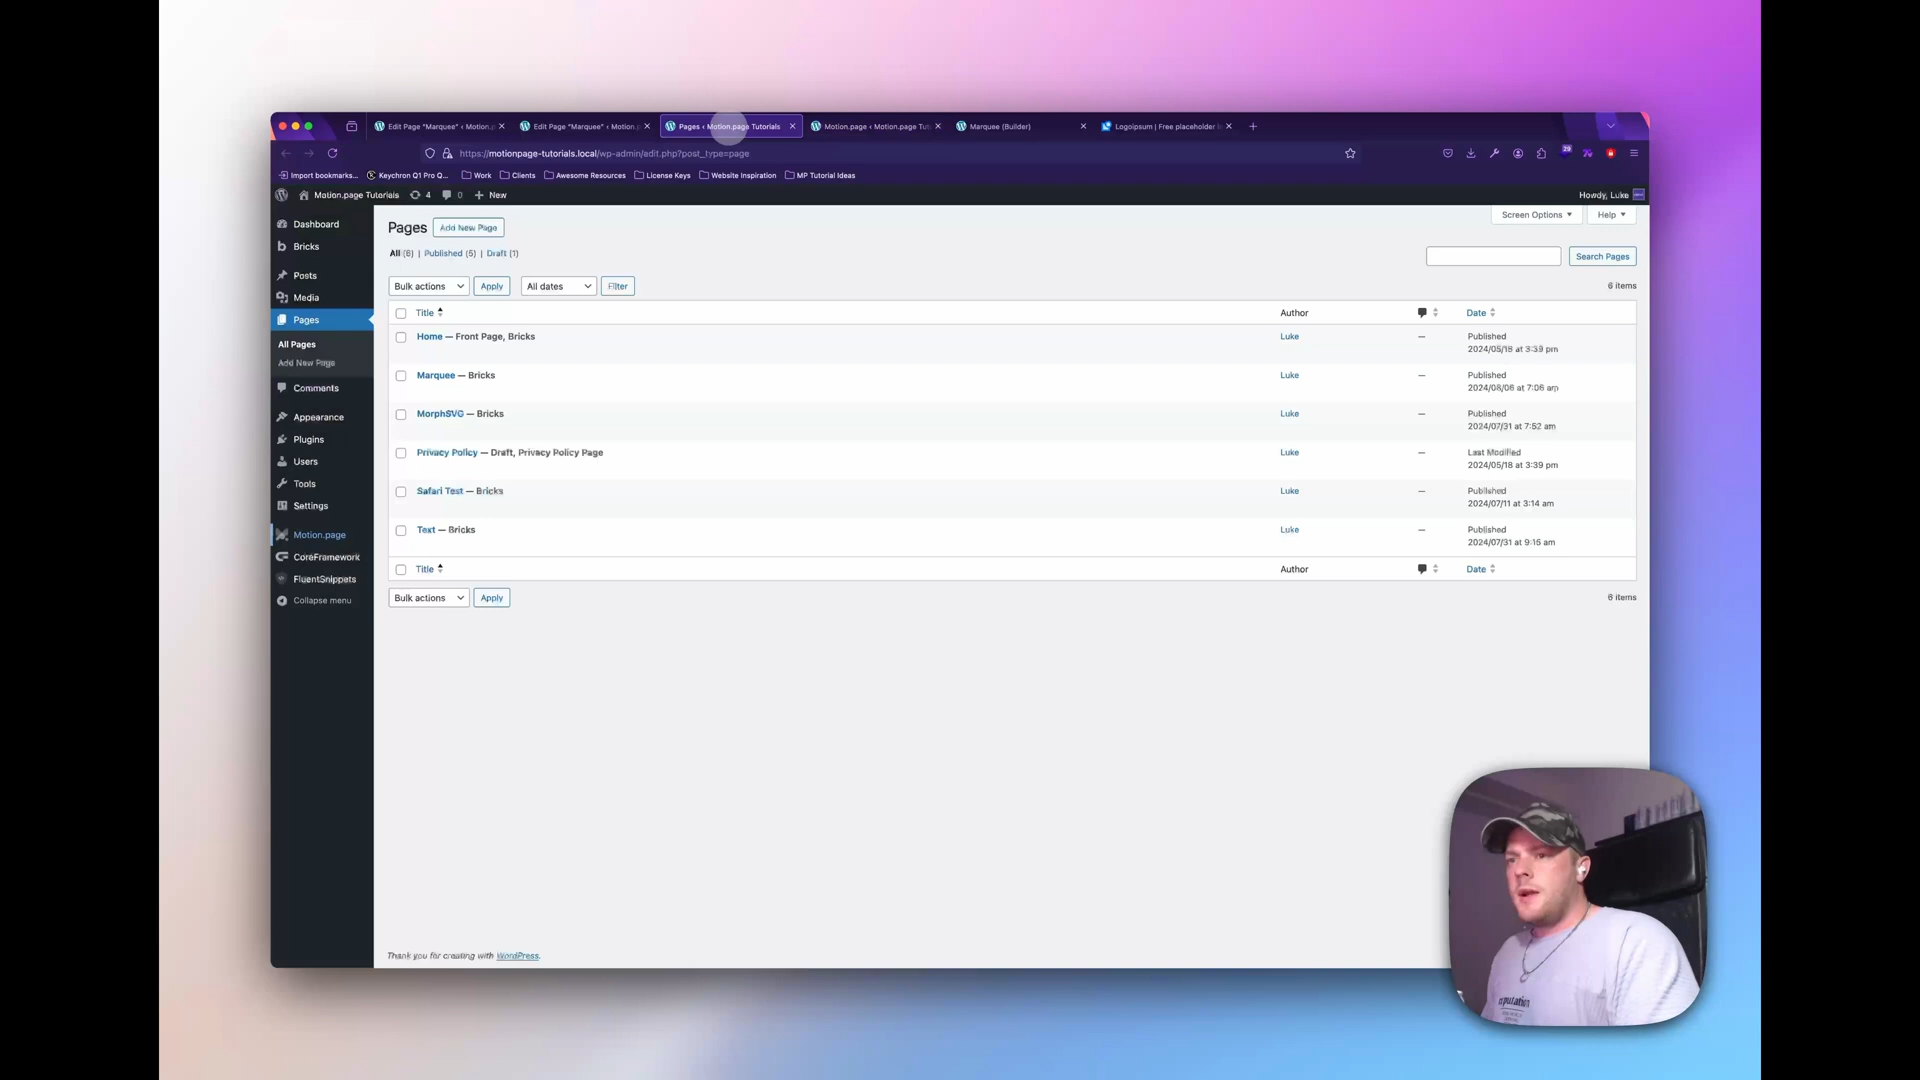 Edit Page "Marquee" ‹ Motion.p
Edit Page "Marquee" ‹ Motion.p
Pages ‹ Motion.page Tutorials
Motion.page ‹ Motion.page Tut
Marquee (Builder)
Logoipsum | Free placeholder l
https://motionpage-tutorials.local/wp-admin/edit.php?post_type=page
29
Import bookmarks...
Keychron Q1 Pro Q...
Work
Clients
Awesome Resources
License Keys
Website Inspiration
MP Tutorial Ideas
Motion.page Tutorials
4
0
New
Howdy, Luke
Dashboard
Bricks
Posts
Media
Pages
All Pages
Add New Page
Comments
Appearance
Plugins
Users
Tools
Settings
Motion.page
CoreFramework
FluentSnippets
Collapse menu
Screen Options
Help
Pages
Add New Page
All (6) | Published (5) | Draft (1)
Search Pages
Bulk actions
Apply
All dates
Filter
6 items
Title
Author
Date
Home — Front Page, Bricks
Luke
—
Published
2024/05/18 at 3:39 pm
Marquee — Bricks
Luke
—
Published
2024/08/06 at 7:06 am
MorphSVG — Bricks
Luke
—
Published
2024/07/31 at 7:52 am
Privacy Policy — Draft, Privacy Policy Page
Luke
—
Last Modified
2024/05/18 at 3:39 pm
Safari Test — Bricks
Luke
—
Published
2024/07/11 at 3:14 am
Text — Bricks
Luke
—
Published
2024/07/31 at 9:15 am
Title
Author
Date
Bulk actions
Apply
6 items
Thank you for creating with WordPress.